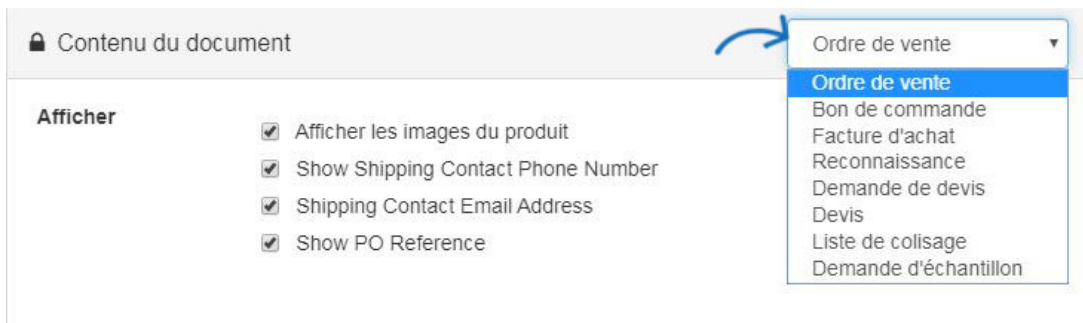 Contenu du document
Ordre de vente
Ordre de vente
Bon de commande
Facture d'achat
Reconnaissance
Demande de devis
Devis
Liste de colisage
Demande d'échantillon
Afficher
Afficher les images du produit
Show Shipping Contact Phone Number
Shipping Contact Email Address
Show PO Reference